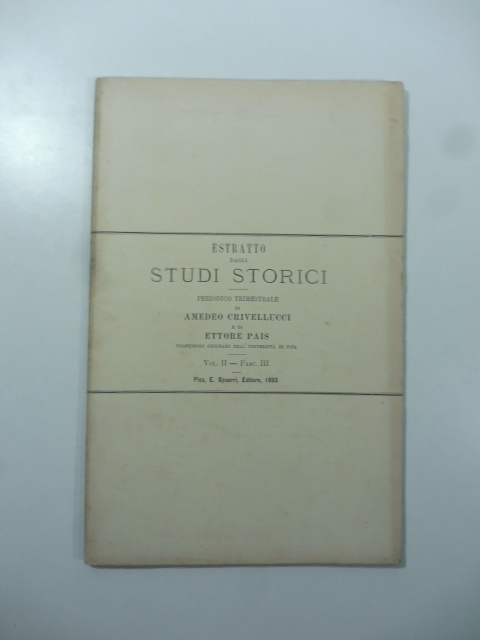 ESTRATTO
DAGLI
STUDI STORICI
PERIODICO TRIMESTRALE
DI
AMEDEO CRIVELLUCCI
E DI
ETTORE PAIS
PROFESSORI ORDINARI DELL' UNIVERSITÀ DI PISA
VOL. II — FASC. III
Pisa, E. Spoerri, Editore, 1893